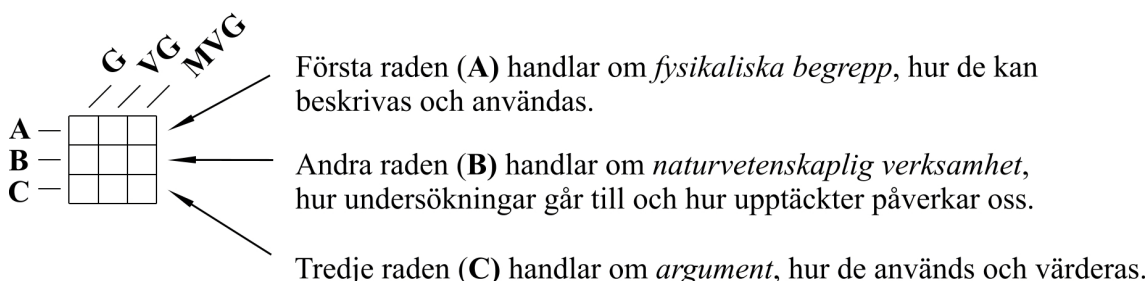 G VG MVG
Första raden (A) handlar om fysikaliska begrepp, hur de kan
beskrivas och användas.
A
B
C
Andra raden (B) handlar om naturvetenskaplig verksamhet,
hur undersökningar går till och hur upptäckter påverkar oss.
Tredje raden (C) handlar om argument, hur de används och värderas.